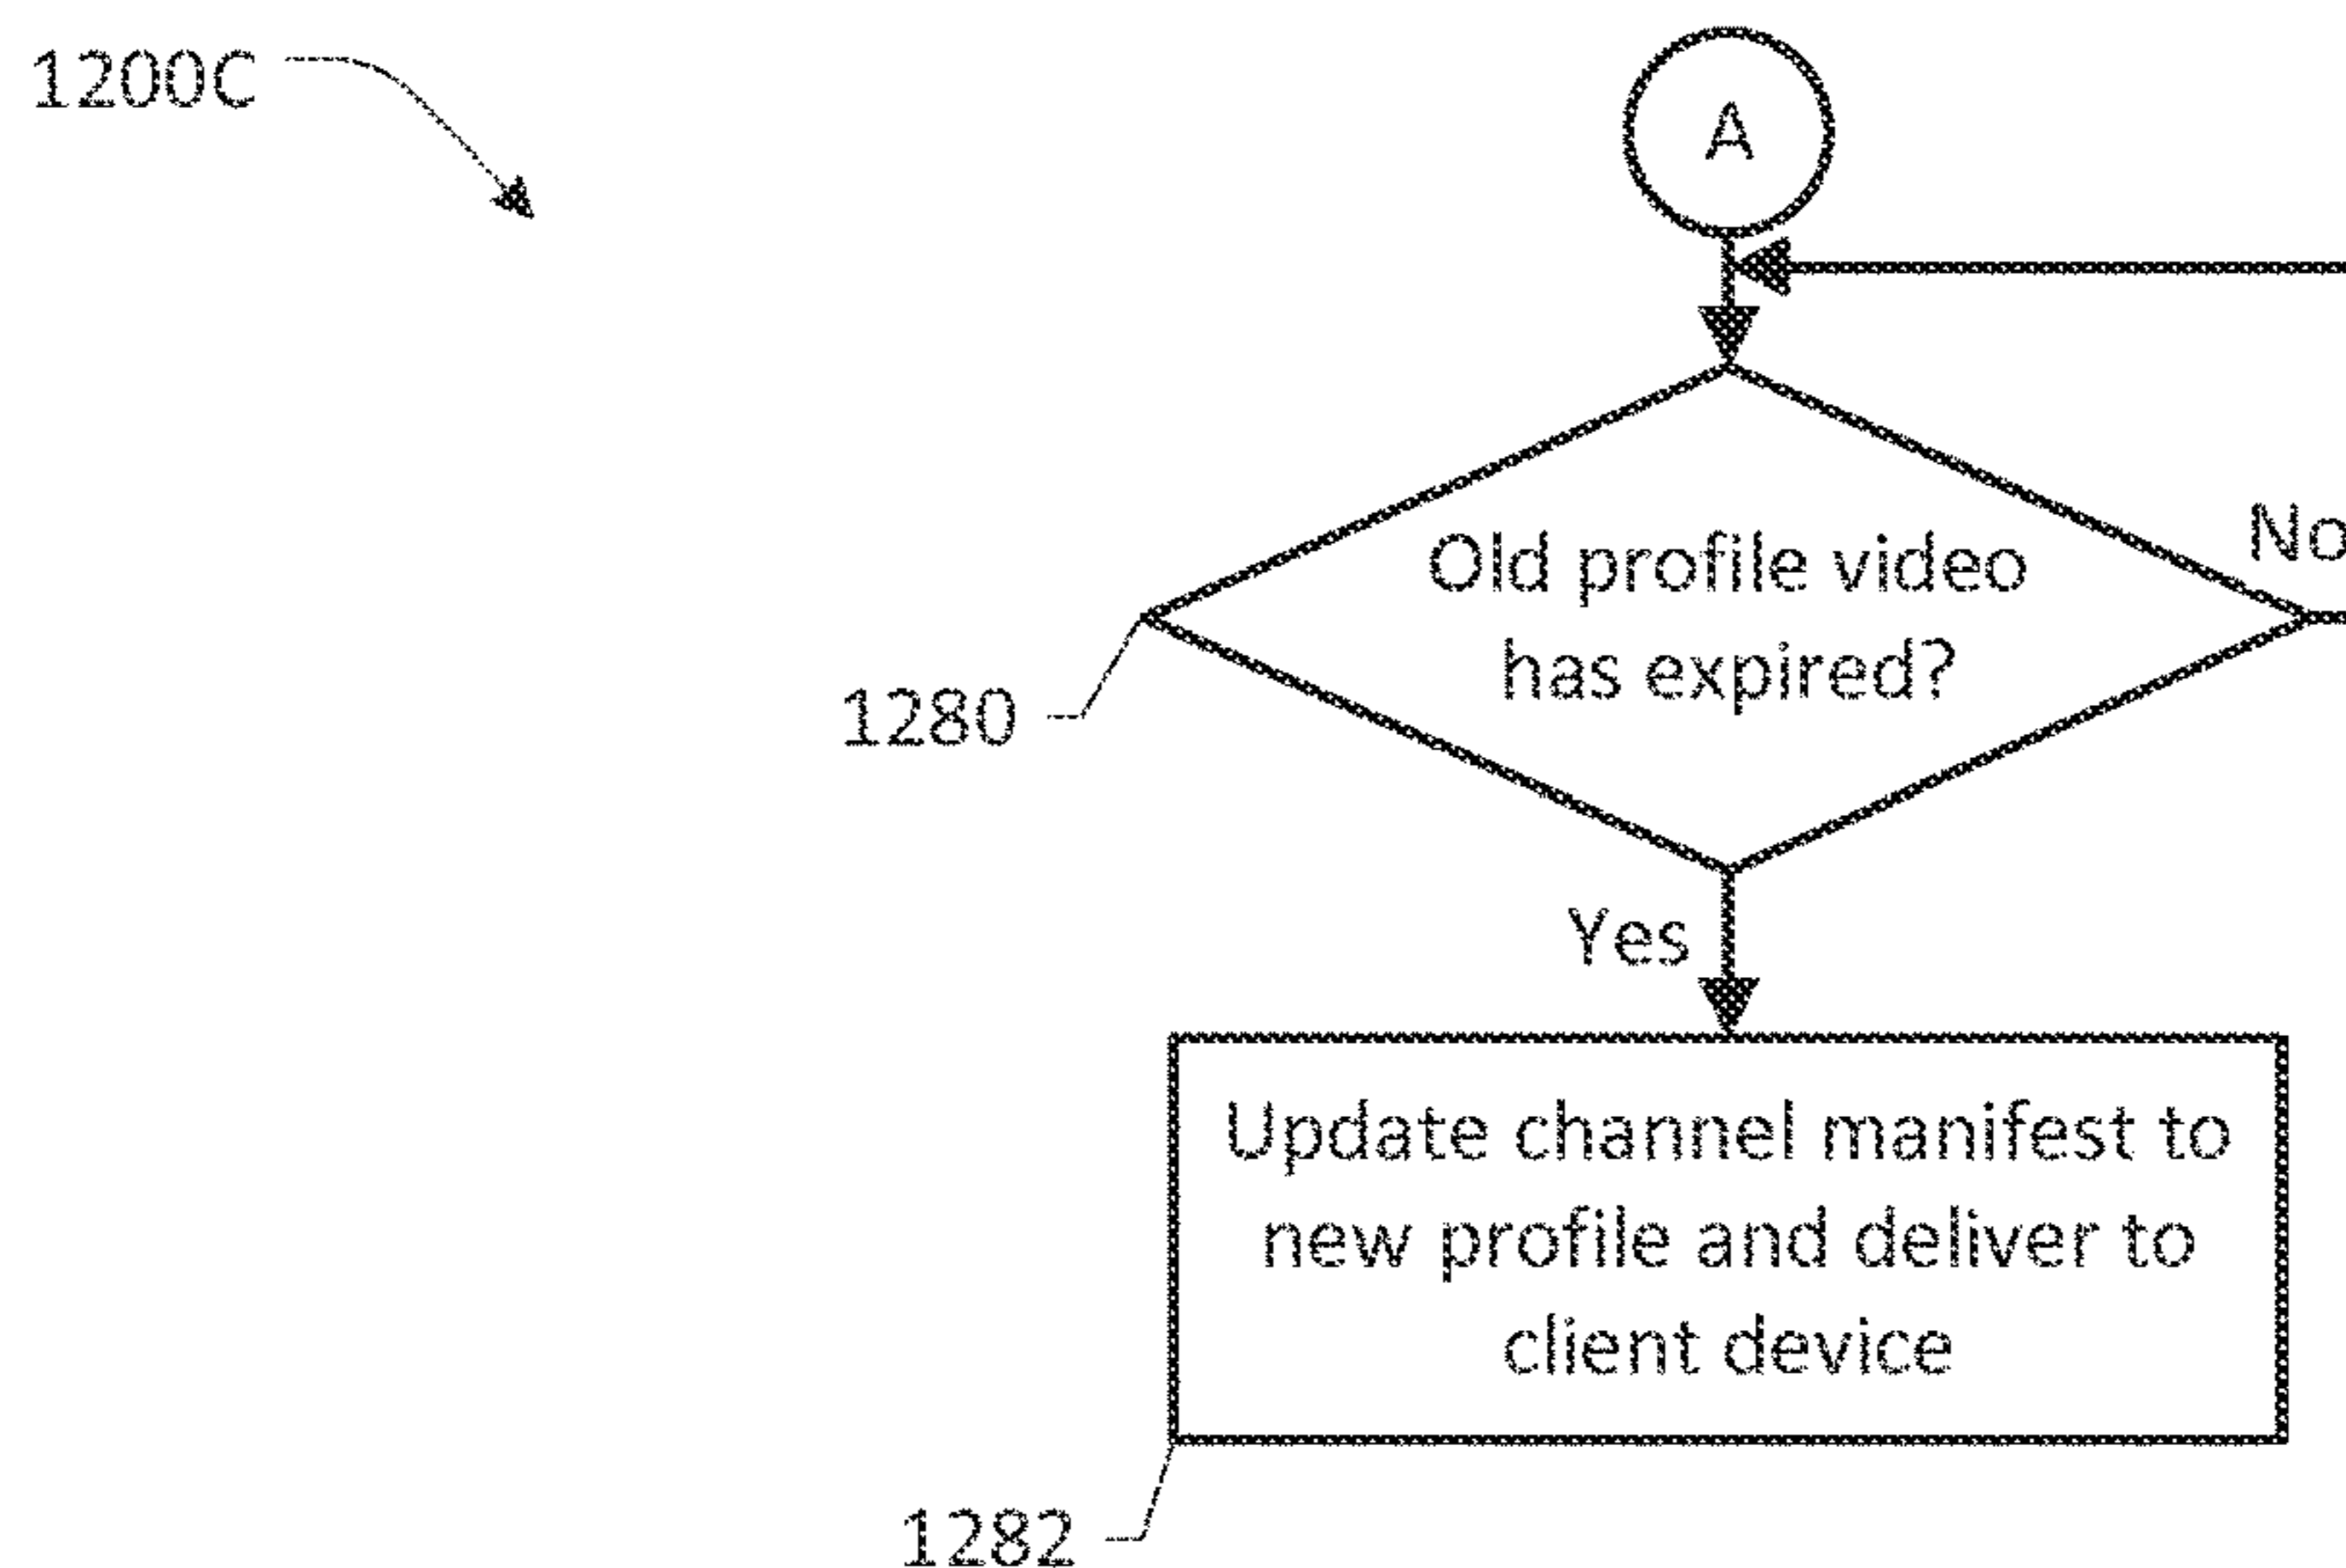 1200C
A
Old profile video
has expired?
No
1280
Yes
Update channel manifest to
new profile and deliver to
client device
1282